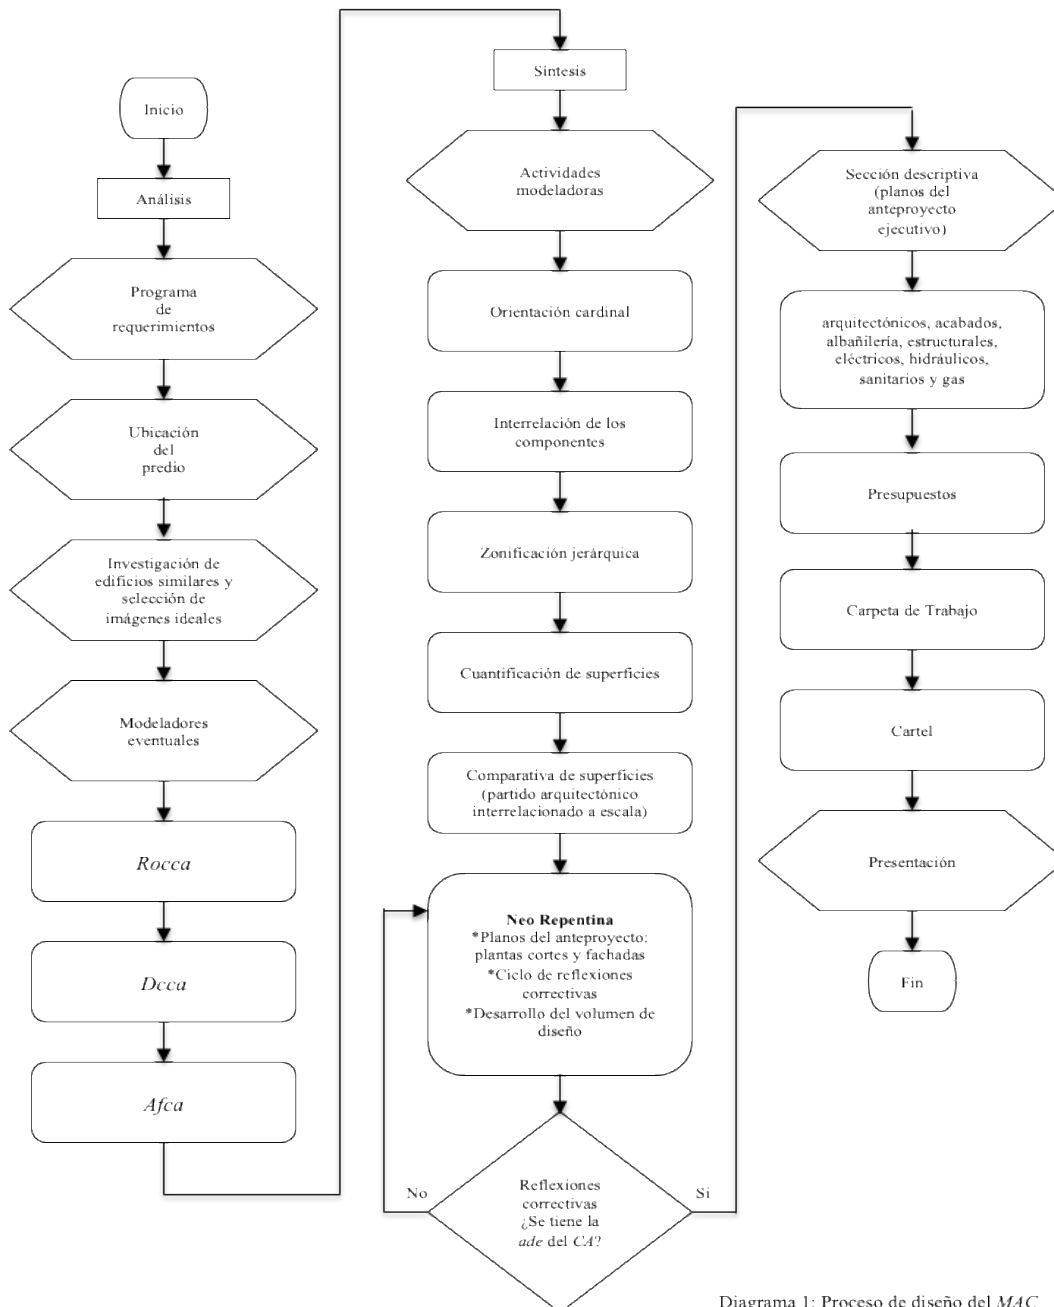 Inicio
Análisis
Programa
de
requerimientos
Ubicación
del
predio
Investigación de
edificios similares y
selección de
imágenes ideales
Modeladores
eventuales
Rocca
Dcca
Afca
Síntesis
Actividades
modeladoras
Orientación cardinal
Interrelación de los
componentes
Zonificación jerárquica
Cuantificación de superficies
Comparativa de superficies
(partido arquitectónico
interrelacionado a escala)
Neo Repentina
*Planos del anteproyecto:
plantas cortes y fachadas
*Ciclo de reflexiones
correctivas
*Desarrollo del volumen de
diseño
No
Reflexiones
correctivas
¿Se tiene la
ade del CA?
Si
Sección descriptiva
(planos del
anteproyecto
ejecutivo)
arquitectónicos, acabados,
albañilería, estructurales,
eléctricos, hidráulicos,
sanitarios y gas
Presupuestos
Carpeta de Trabajo
Cartel
Presentación
Fin
Diagrama 1: Proceso de diseño del MAC